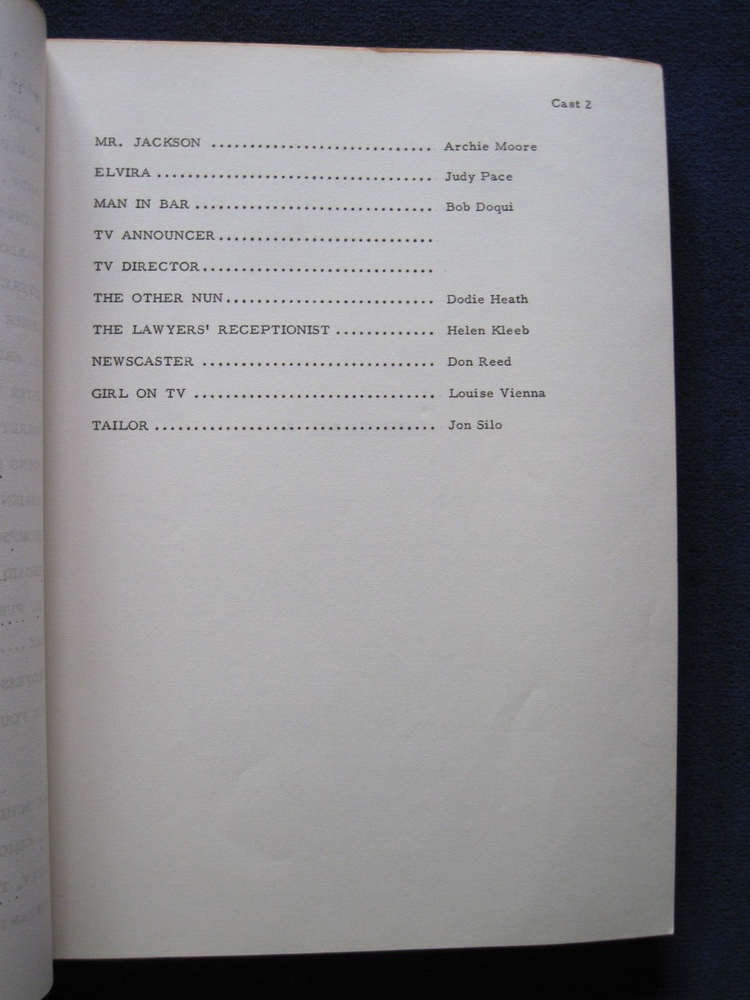 Cast 2
MR. JACKSON ............................. Archie Moore
ELVIRA .................................... Judy Pace
MAN IN BAR ............................... Bob Doqui
TV ANNOUNCER............................
TV DIRECTOR..............................
THE OTHER NUN........................... Dodie Heath
THE LAWYERS' RECEPTIONIST ............. Helen Kleeb
NEWSCASTER ............................... Don Reed
GIRL ON TV ................................ Louise Vienna
TAILOR ..................................... Jon Silo